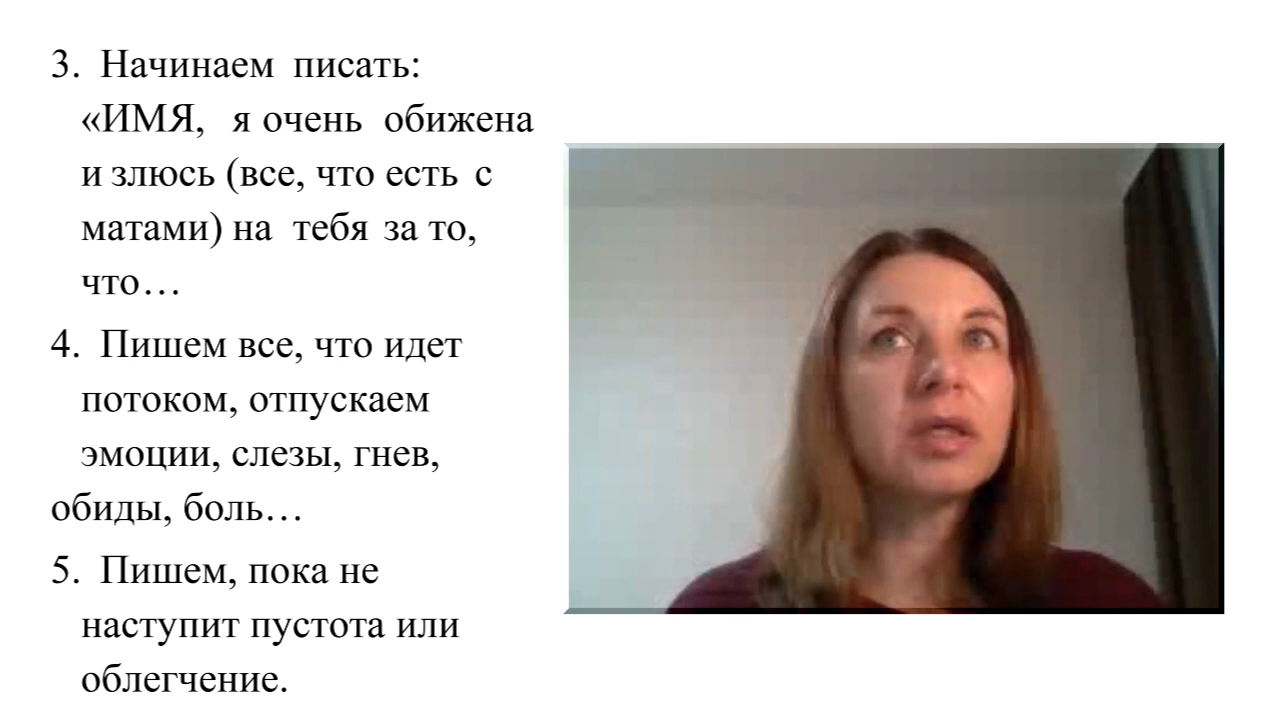 3. Начинаем писать:
«ИМЯ, я очень обижена
и злюсь (все, что есть с
матами) на тебя за то,
что…
4. Пишем все, что идет
потоком, отпускаем
эмоции, слезы, гнев,
обиды, боль…
5. Пишем, пока не
наступит пустота или
облегчение.